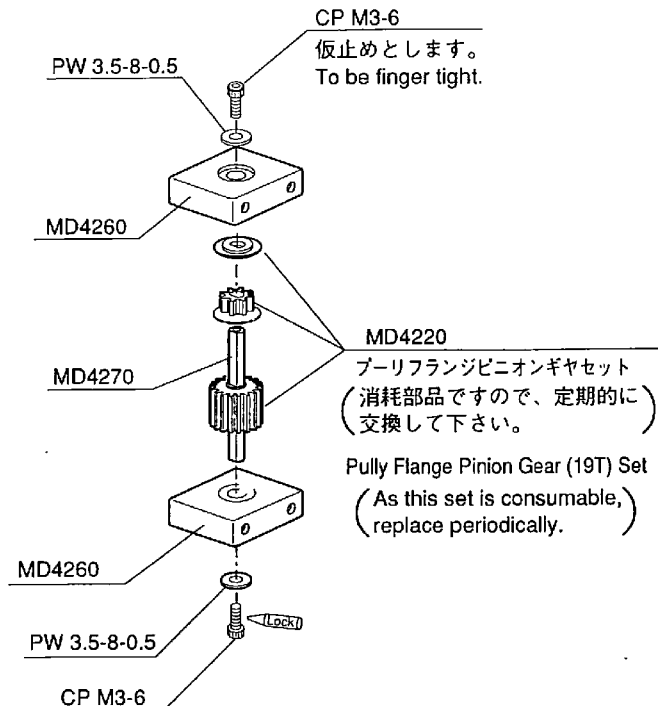 CP M3-6
仮止めとします。
To be finger tight.
PW 3.5-8-0.5
MD4260
MD4220
プーリフランジピニオンギヤセット
(消耗部品ですので、定期的に
交換して下さい。)
MD4270
Pully Flange Pinion Gear (19T) Set
(As this set is consumable,
replace periodically.)
MD4260
PW 3.5-8-0.5
Lock
CP M3-6